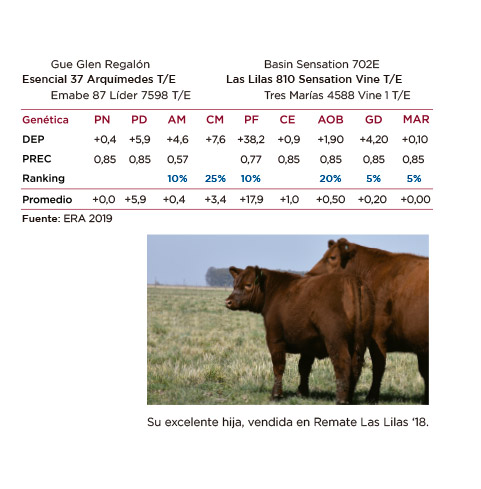 Gue Glen Regalón Basin Sensation 702E
Esencial 37 Arquímedes T/E Las Lilas 810 Sensation Vine T/E
Emabe 87 Líder 7598 T/E Tres Marías 4588 Vine 1 T/E
Genética PN PD AM CM PF CE AOB GD MAR
DEP +0,4 +5,9 +4,6 +7,6 +38,2 +0,9 +1,90 +4,20 +0,10
PREC 0,85 0,85 0,57 0,77 0,85 0,85 0,85 0,85
Ranking 10% 25% 10% 20% 5% 5%
Promedio +0,0 +5,9 +0,4 +3,4 +17,9 +1,0 +0,50 +0,20 +0,00
Fuente: ERA 2019
Su excelente hija, vendida en Remate Las Lilas ‘18.